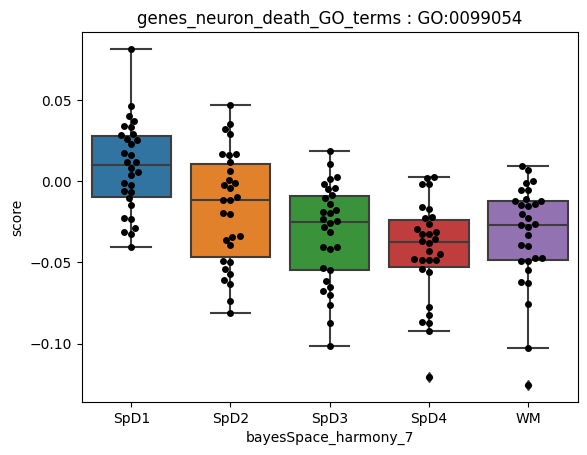 genes_neuron_death_GO_terms : GO:0099054
score
0.05
0.00
−0.05
−0.10
SpD1 SpD2 SpD3 SpD4 WM
bayesSpace_harmony_7